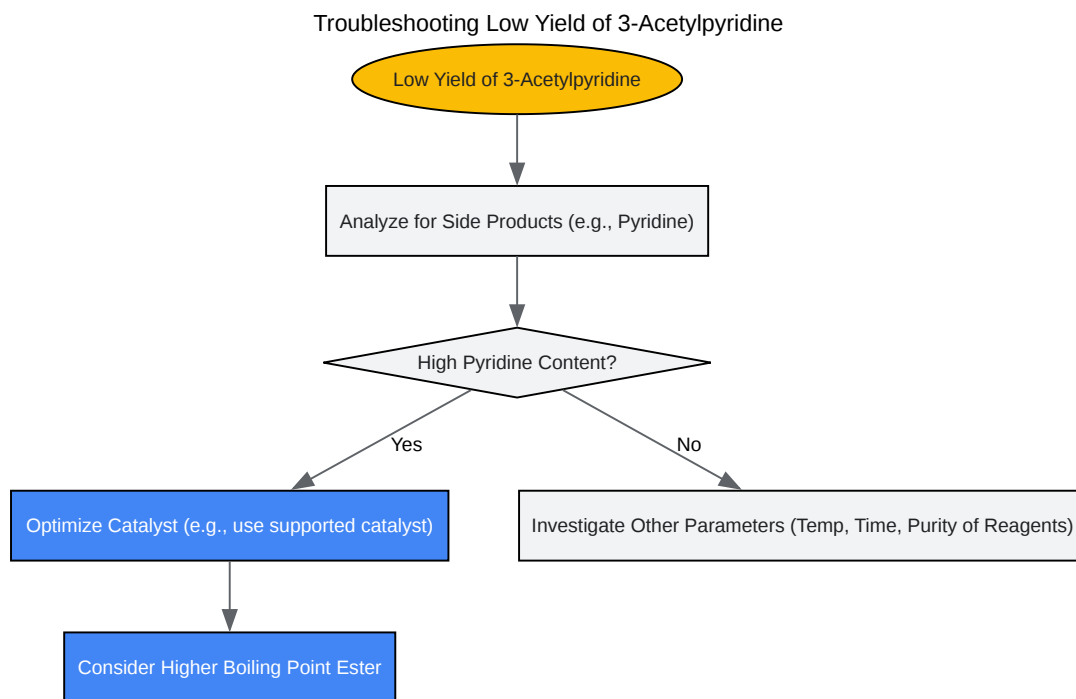 Troubleshooting Low Yield of 3-Acetylpyridine
Low Yield of 3-Acetylpyridine
Analyze for Side Products (e.g., Pyridine)
High Pyridine Content?
Yes
No
Optimize Catalyst (e.g., use supported catalyst)
Investigate Other Parameters (Temp, Time, Purity of Reagents)
Consider Higher Boiling Point Ester